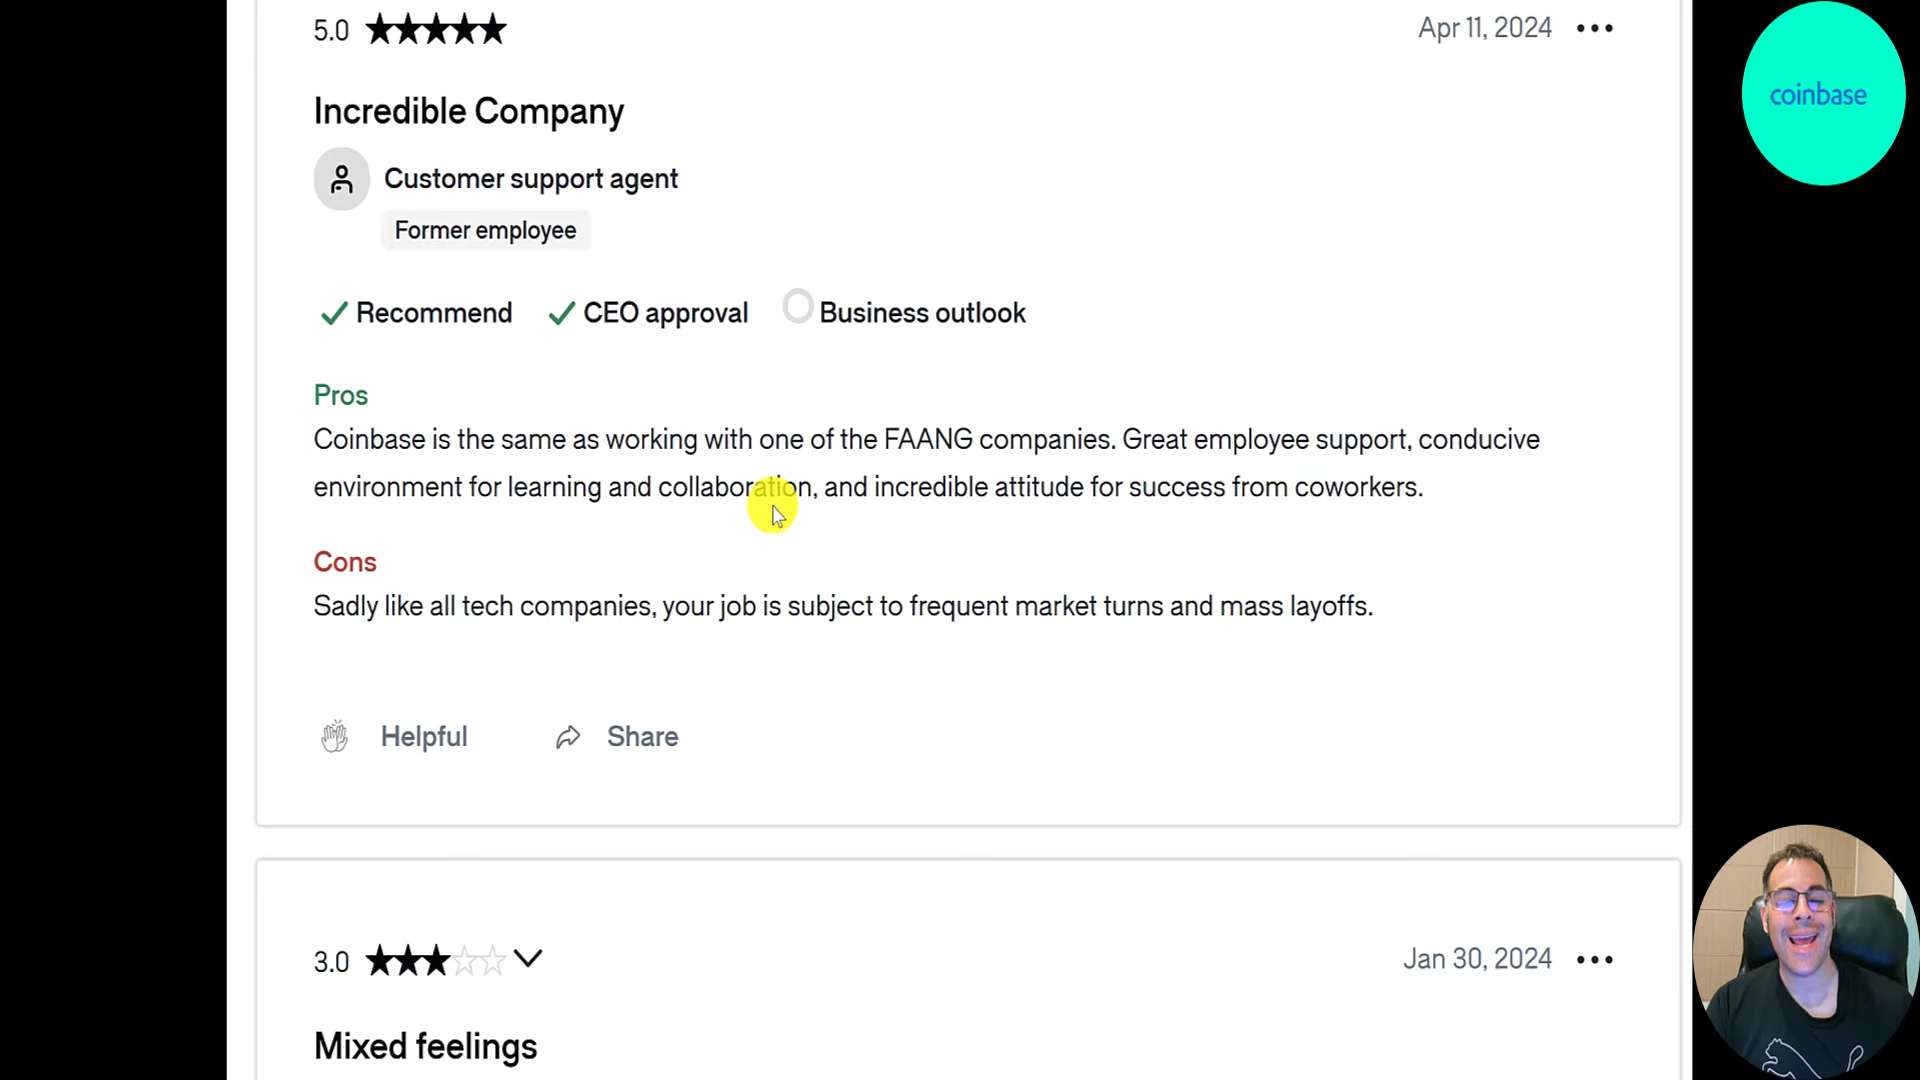 5.0
Apr 11, 2024
coinbase
Incredible Company
Customer support agent
Former employee
Recommend
CEO approval
Business outlook
Pros
Coinbase is the same as working with one of the FAANG companies. Great employee support, conducive
environment for learning and collaboration, and incredible attitude for success from coworkers.
Cons
Sadly like all tech companies, your job is subject to frequent market turns and mass layoffs.
Helpful
Share
3.0
Jan 30, 2024
Mixed feelings